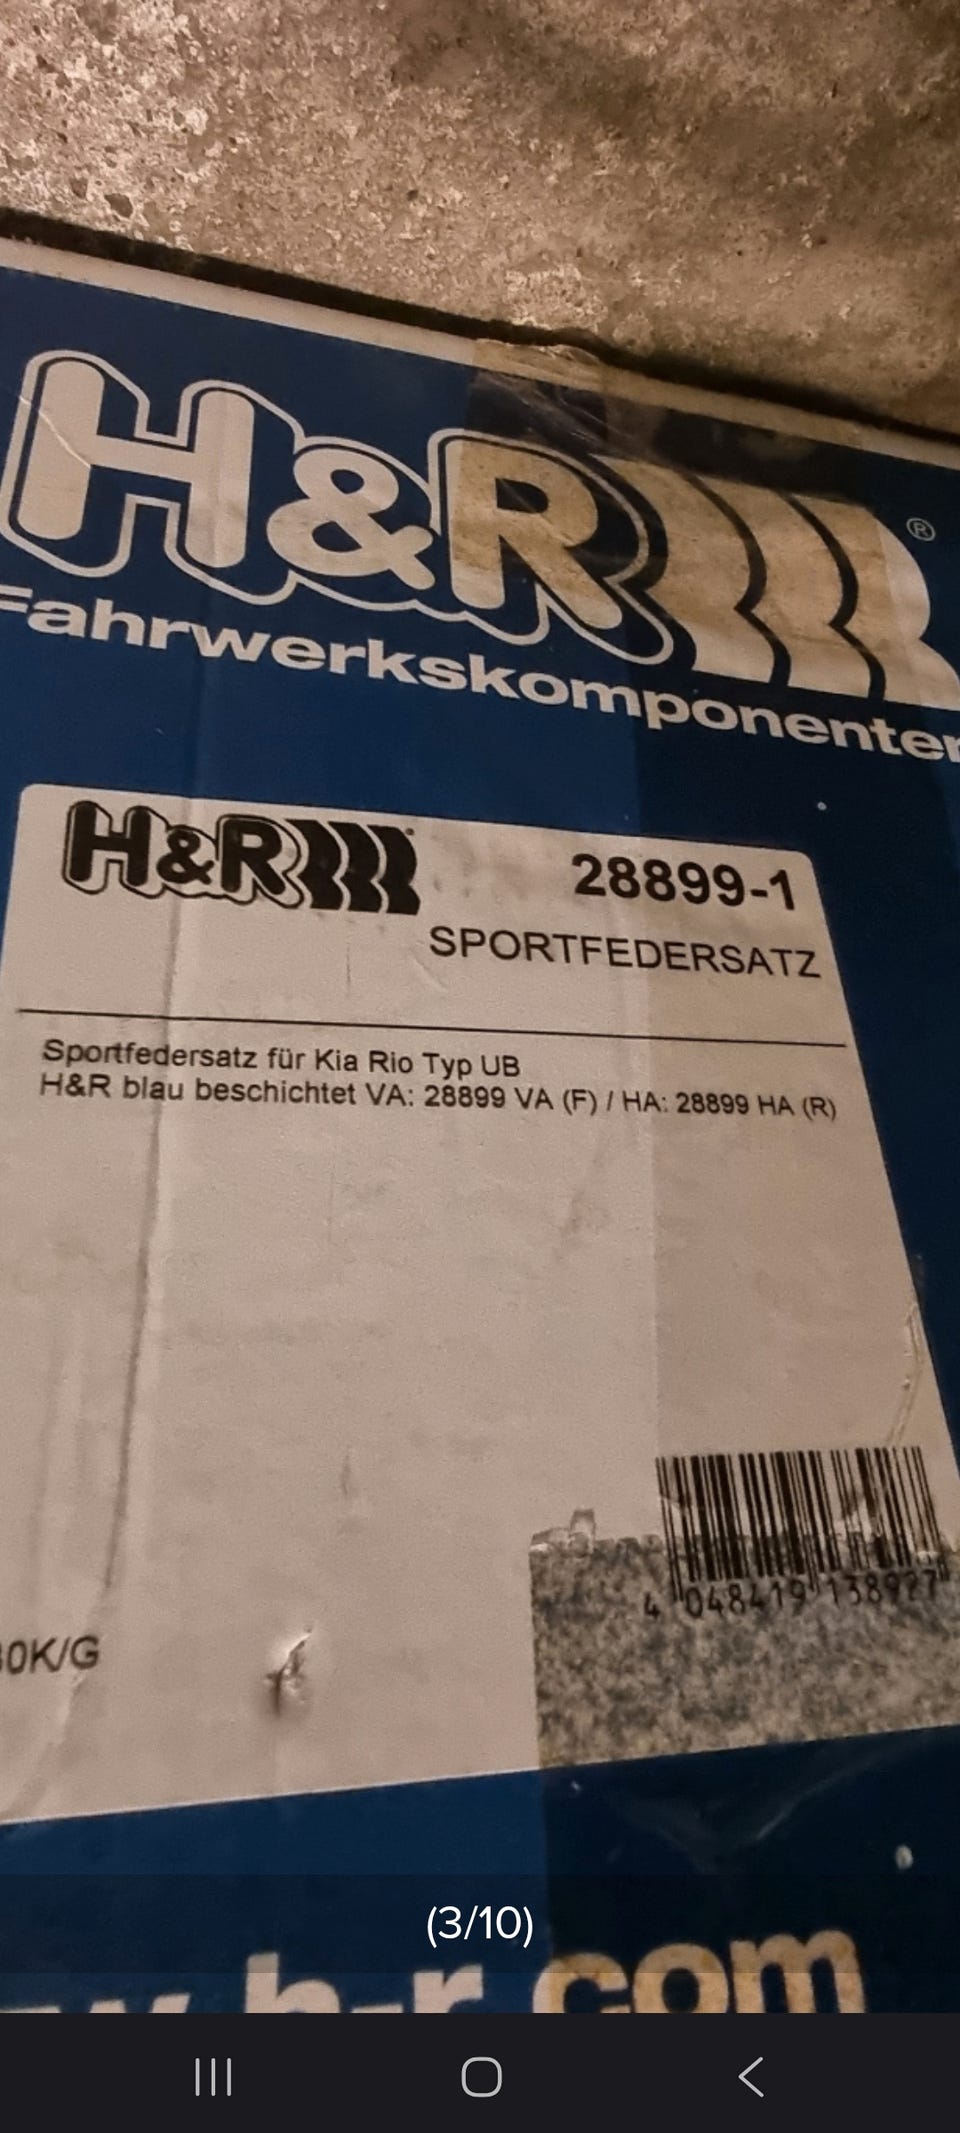 H&R ®
Fahrwerkskomponenten
H&R
28899-1
SPORTFEDERSATZ
Sportfedersatz für Kia Rio Typ UB
H&R blau beschichtet VA: 28899 VA (F) / HA: 28899 HA (R)
4 048419 138927
0K/G
(3/10)
w.h-r.com